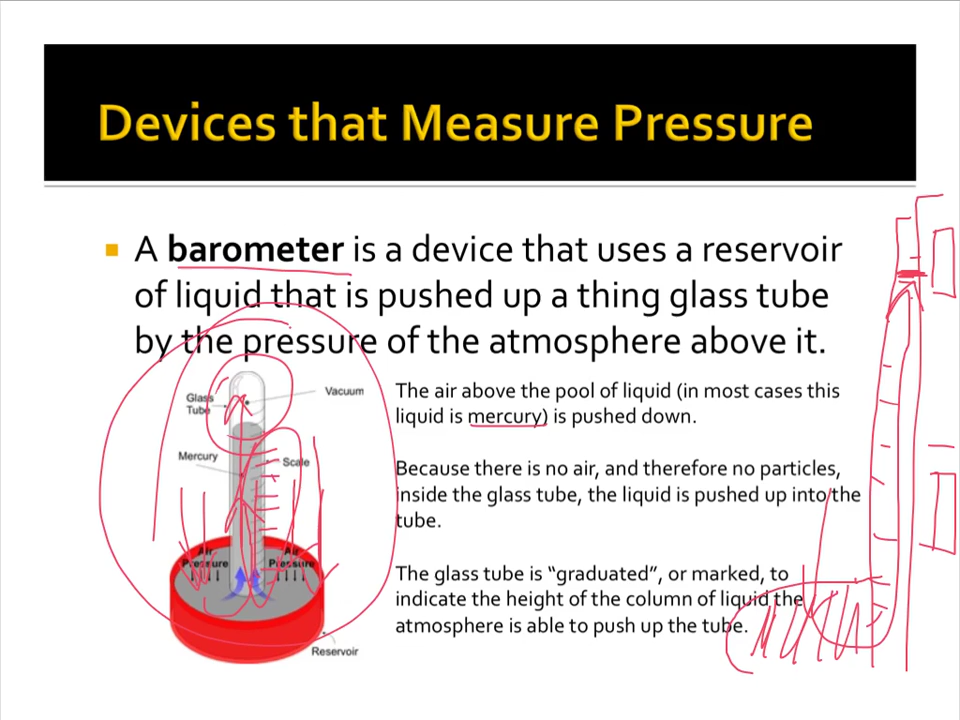 Devices that Measure Pressure
A barometer is a device that uses a reservoir
of liquid that is pushed up a thing glass tube
by the pressure of the atmosphere above it.
Glass
Tube
Vacuum
Mercury
Scale
Air
Pressure
Air
Pressure
Reservoir
The air above the pool of liquid (in most cases this
liquid is mercury) is pushed down.
Because there is no air, and therefore no particles,
inside the glass tube, the liquid is pushed up into the
tube.
The glass tube is “graduated”, or marked, to
indicate the height of the column of liquid the
atmosphere is able to push up the tube.